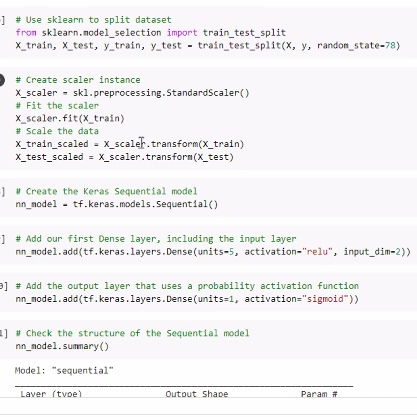 ]  # Use sklearn to split dataset
from sklearn.model_selection import train_test_split
X_train, X_test, y_train, y_test = train_test_split(X, y, random_state=78)
# Create scaler instance
X_scaler = skl.preprocessing.StandardScaler()
# Fit the scaler
X_scaler.fit(X_train)
# Scale the data
X_train_scaled = X_scaler.transform(X_train)
X_test_scaled = X_scaler.transform(X_test)
]  # Create the Keras Sequential model
nn_model = tf.keras.models.Sequential()
]  # Add our first Dense layer, including the input layer
nn_model.add(tf.keras.layers.Dense(units=5, activation="relu", input_dim=2))
0]  # Add the output layer that uses a probability activation function
nn_model.add(tf.keras.layers.Dense(units=1, activation="sigmoid"))
1]  # Check the structure of the Sequential model
nn_model.summary()
Model: "sequential"
Layer (type)  Output Shape  Param #